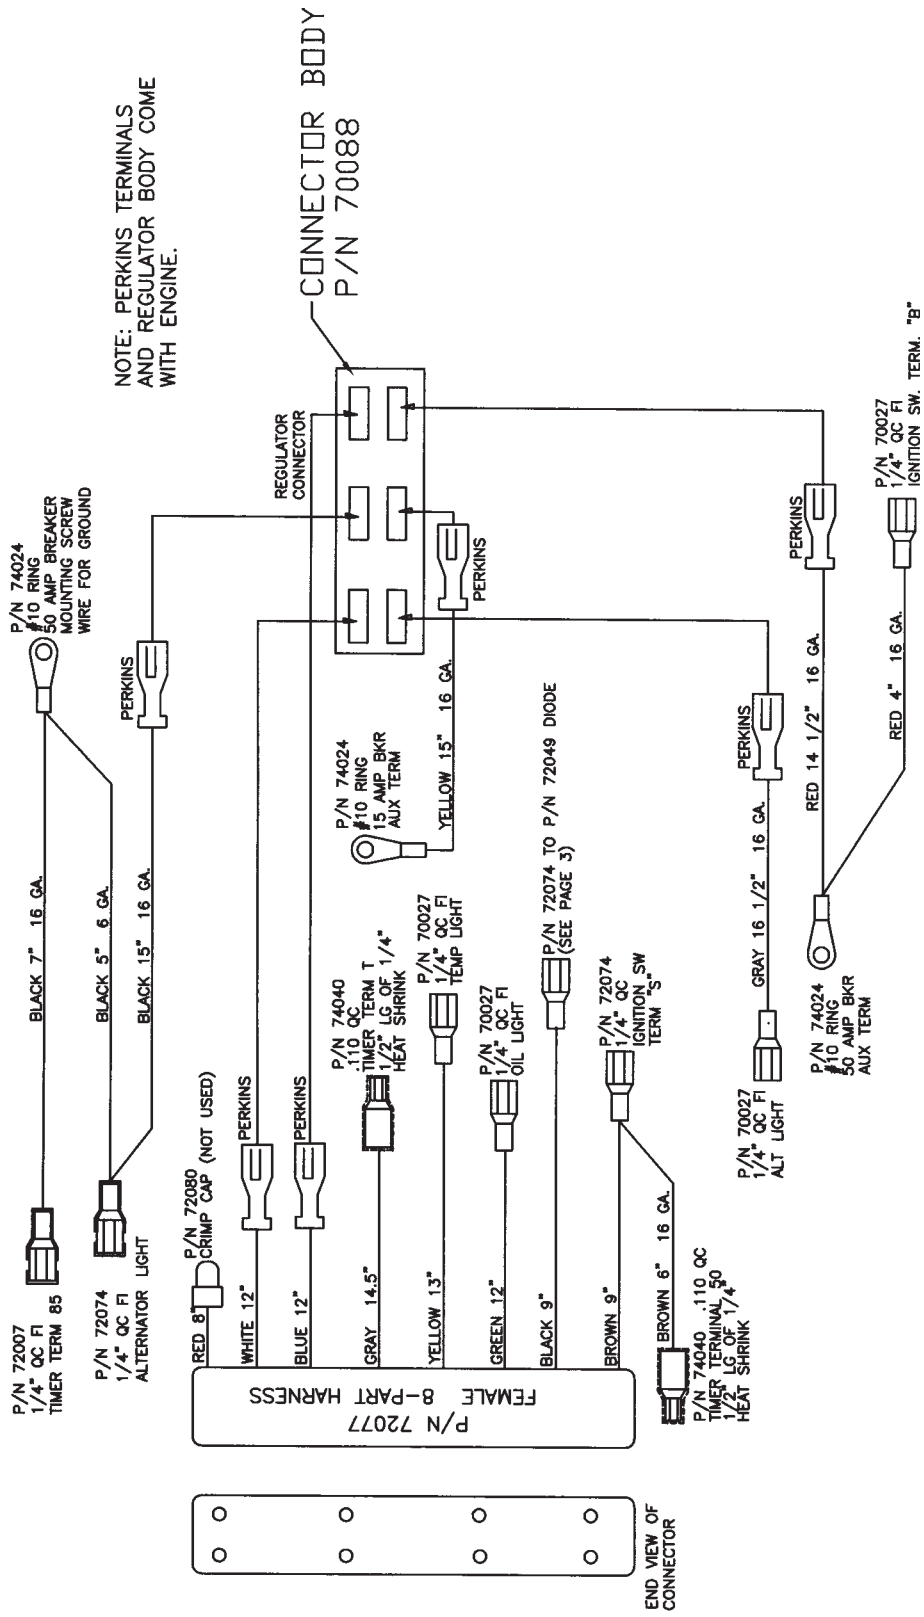 P/N 72007
1/4" QC FI
TIMER TERM 85
BLACK 7" 16 GA.
P/N 74024
#10 RING
50 AMP BREAKER
MOUNTING SCREW
WIRE FOR GROUND
P/N 72074
1/4" QC FI
ALTERNATOR LIGHT
BLACK 5" 6 GA.
BLACK 15" 16 GA.
PERKINS
NOTE: PERKINS TERMINALS
AND REGULATOR BODY COME
WITH ENGINE.
RED 8"
P/N 72080
CRIMP CAP (NOT USED)
WHITE 12"
PERKINS
BLUE 12"
PERKINS
REGULATOR
CONNECTOR
CONNECTOR BODY
P/N 70088
GRAY 14.5"
P/N 74040
.110 QC
TIMER TERM T
1/2" LG OF 1/4"
HEAT SHRINK
P/N 74024
#10 RING
15 AMP BKR
AUX TERM
YELLOW 15" 16 GA.
PERKINS
YELLOW 13"
P/N 70027
1/4" QC FI
TEMP LIGHT
GREEN 12"
P/N 70027
1/4" QC FI
OIL LIGHT
BLACK 9"
P/N 72074 TO P/N 72049 DIODE
(SEE PAGE 3)
BROWN 9"
P/N 72074
1/4" QC
IGNITION SW
TERM "S"
BROWN 6" 16 GA.
P/N 74040 .110 QC
TIMER TERMINAL 50
1/2" LG OF 1/4"
HEAT SHRINK
P/N 72077
FEMALE 8-PART HARNESS
END VIEW OF
CONNECTOR
P/N 70027
1/4" QC FI
ALT LIGHT
GRAY 16 1/2" 16 GA.
PERKINS
P/N 74024
#10 RING
50 AMP BKR
AUX TERM
RED 14 1/2" 16 GA.
PERKINS
RED 4" 16 GA.
P/N 70027
1/4" QC FI
IGNITION SW. TERM. "B"